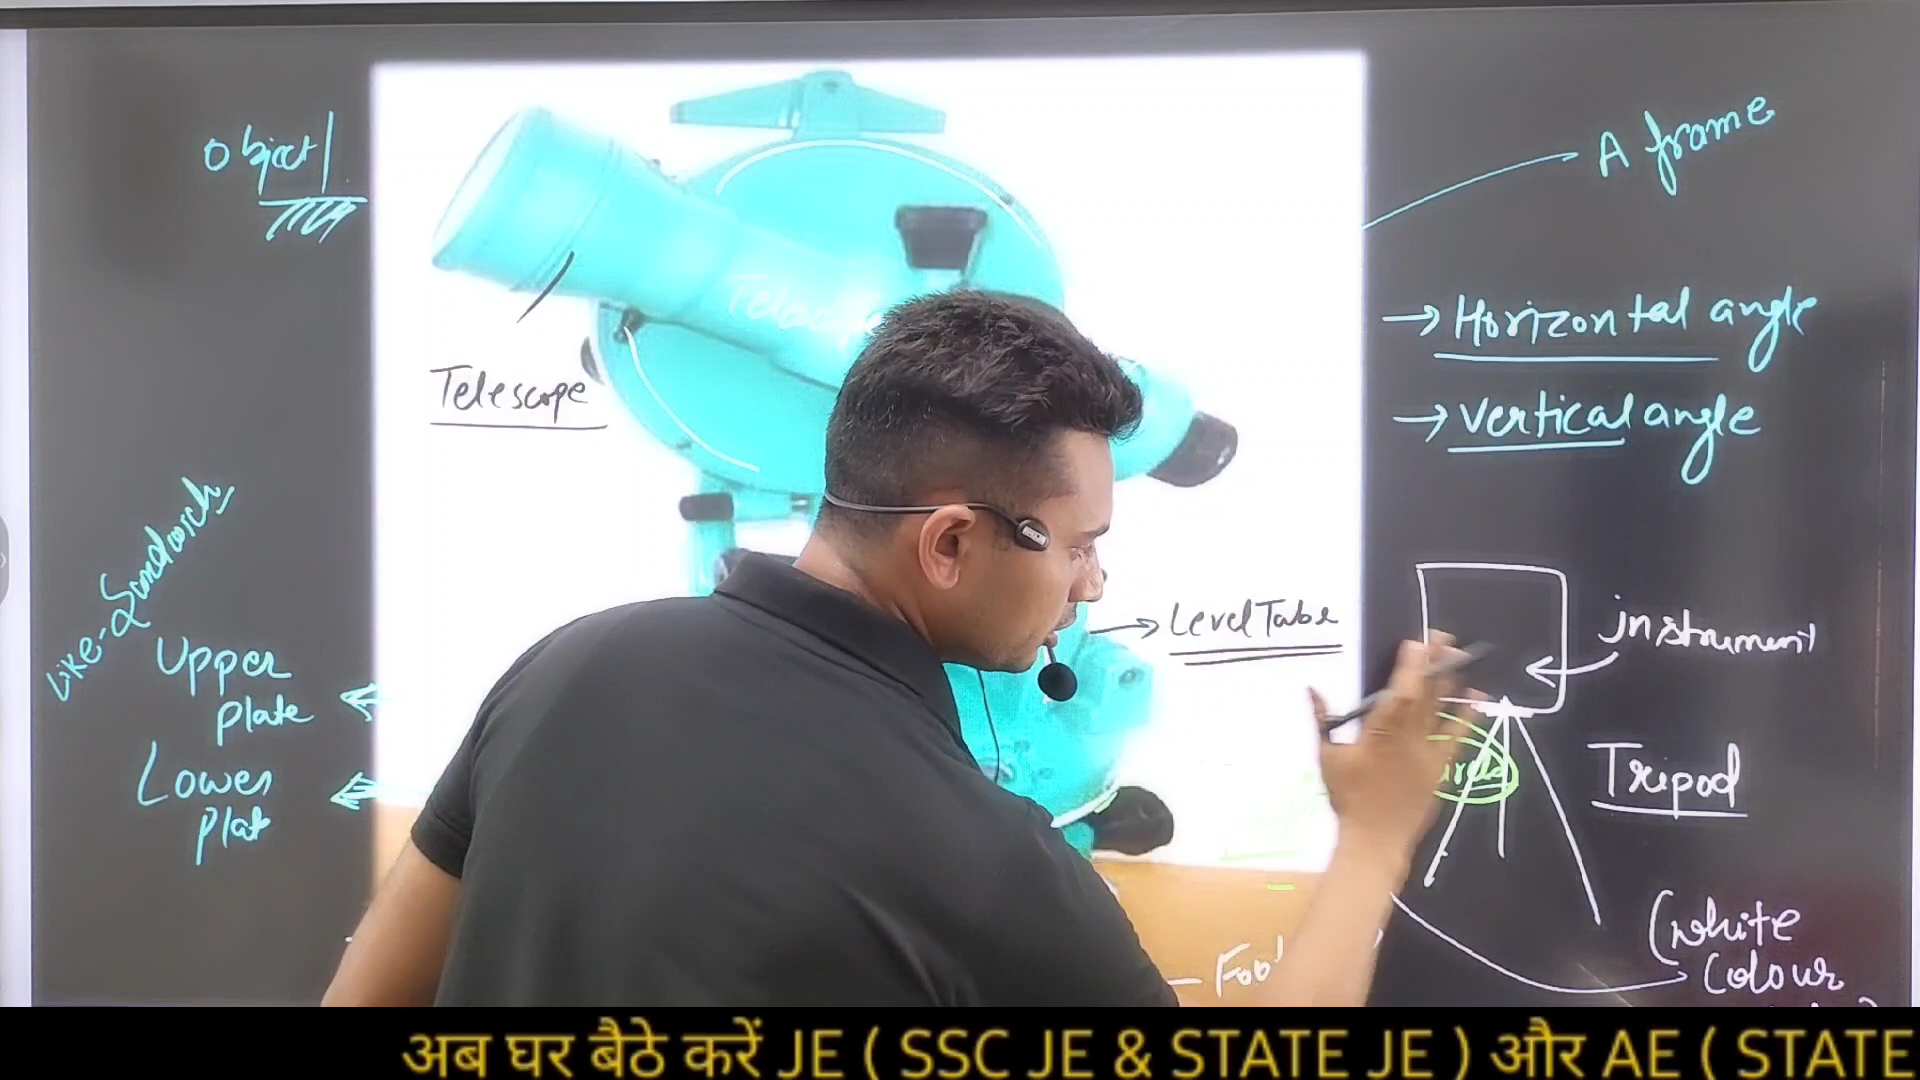 Object
A frame
→ Horizontal angle
→ vertical angle
Telescope
Like-Sandwich
Upper
plate
Lower
plat
→ Level Tube
instrument
Tripod
(white
Colour
अब घर बैठे करें JE ( SSC JE & STATE JE ) और AE ( STATE